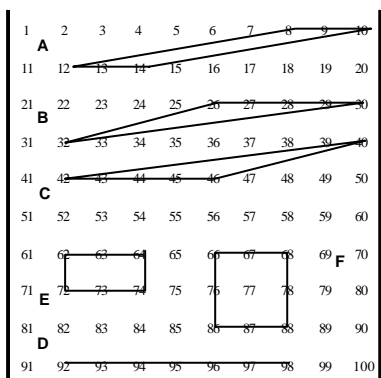 1 2 3 4 5 6 7 8 9 10
A
11 12 13 14 15 16 17 18 19 20
21 22 23 24 25 26 27 28 29 30
B
31 32 33 34 35 36 37 38 39 40
41 42 43 44 45 46 47 48 49 50
C
51 52 53 54 55 56 57 58 59 60
61 62 63 64 65 66 67 68 69 70
F
71 72 73 74 75 76 77 78 79 80
E
81 82 83 84 85 86 87 88 89 90
D
91 92 93 94 95 96 97 98 99 100